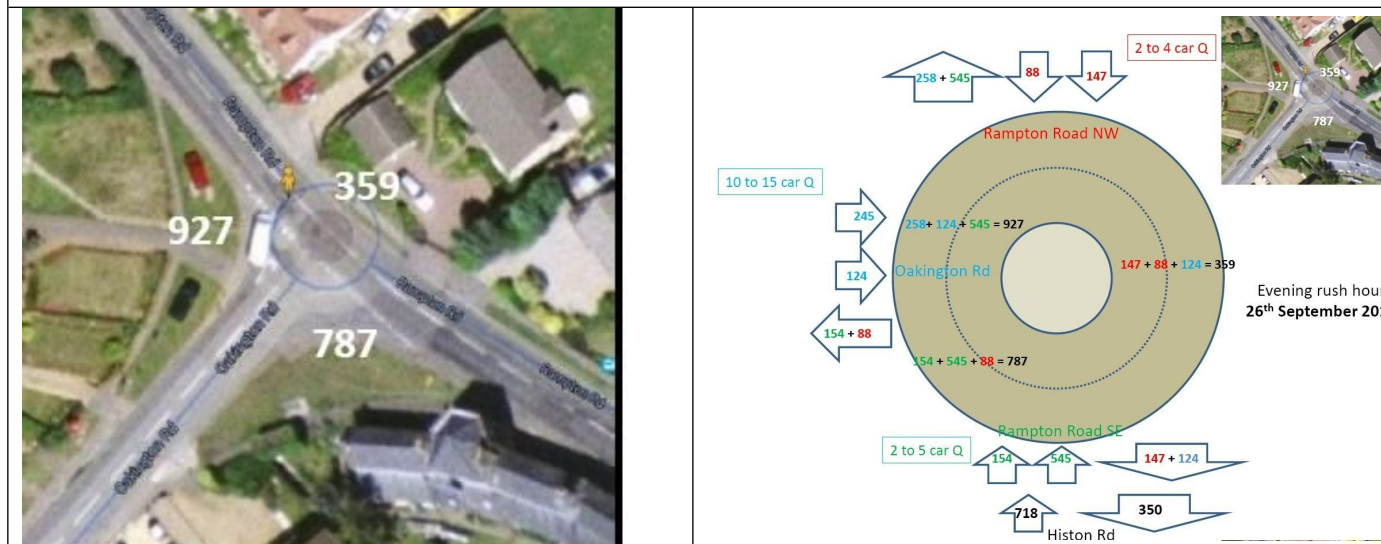 Rampton Rd
Rampton Rd
359
927
Rampton Rd
Rampton Rd
787
Oakington Rd
Oakington Rd
2 to 4 car Q
258 + 545
88
147
Rampton Road NW
359
927
787
10 to 15 car Q
245
258+ 124 + 545 = 927
147 + 88 + 124 = 359
Oakington Rd
124
Evening rush hou
26th September 20
154 + 88
154 + 545 + 88 = 787
Rampton Road SE
2 to 5 car Q
154
545
147 + 124
718
350
Histon Rd